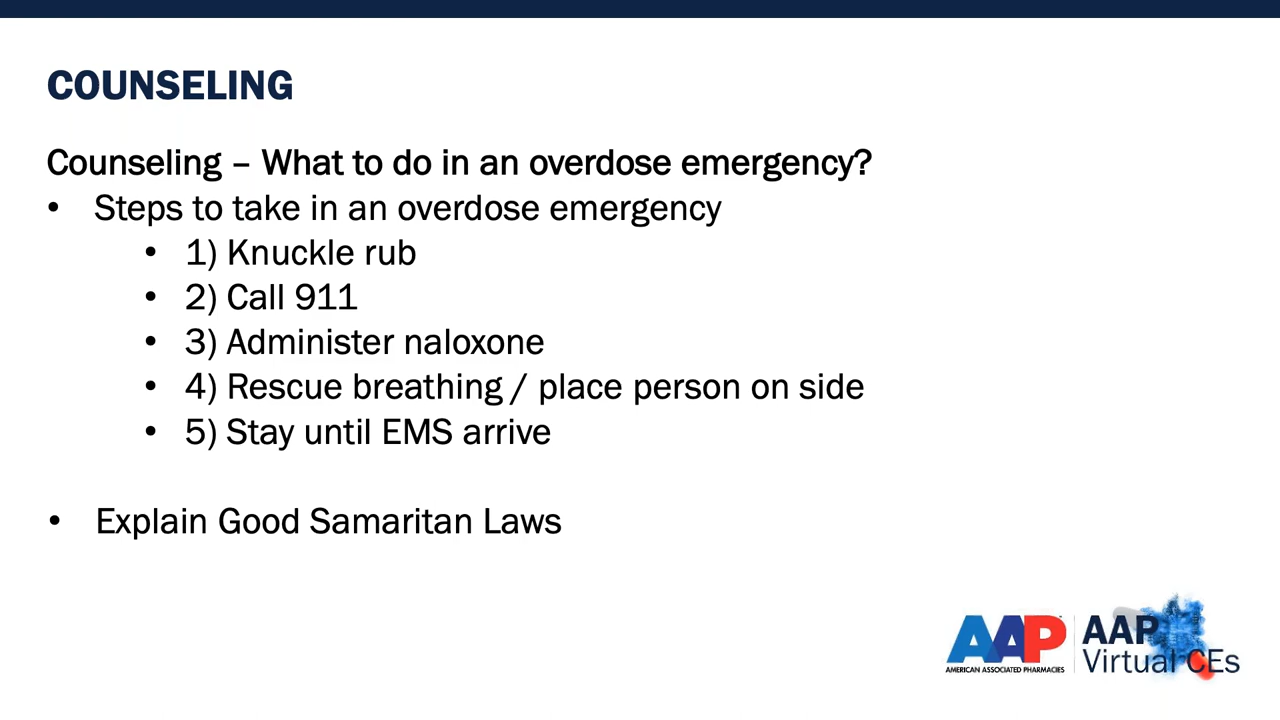 COUNSELING
Counseling – What to do in an overdose emergency?
• Steps to take in an overdose emergency
• 1) Knuckle rub
• 2) Call 911
• 3) Administer naloxone
• 4) Rescue breathing / place person on side
• 5) Stay until EMS arrive
• Explain Good Samaritan Laws
AAP
AMERICAN ASSOCIATED PHARMACIES
AAP
Virtual CEs